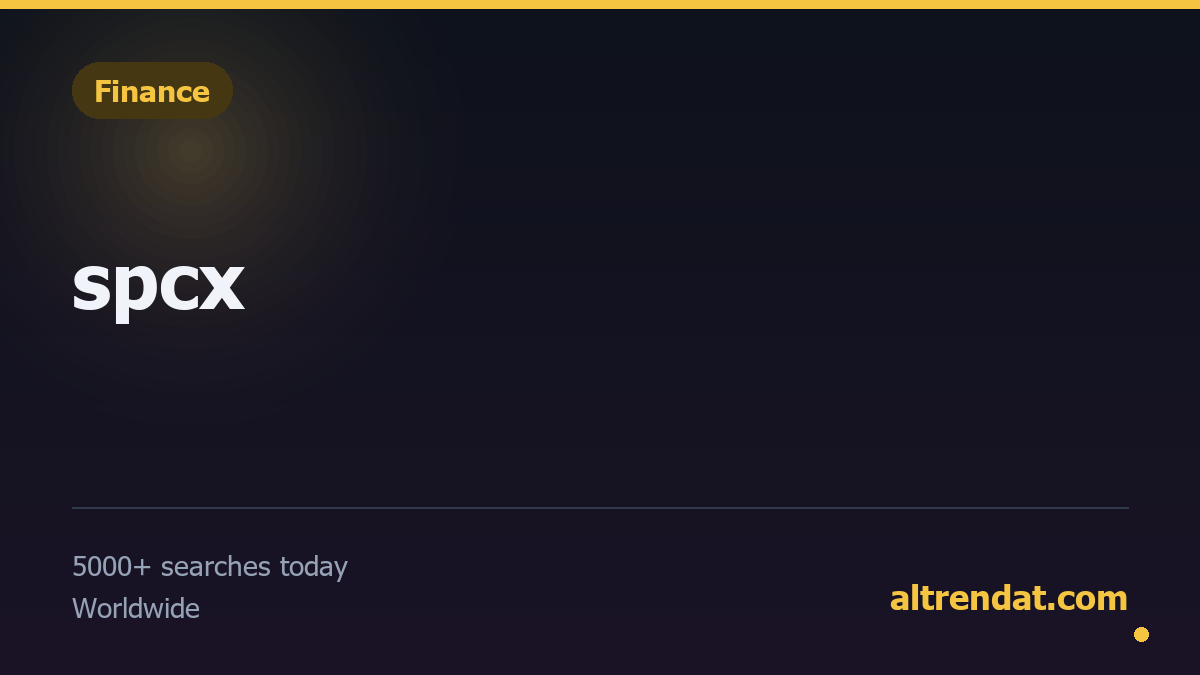 Finance
spcx
5000+ searches today
Worldwide
altrendat.com